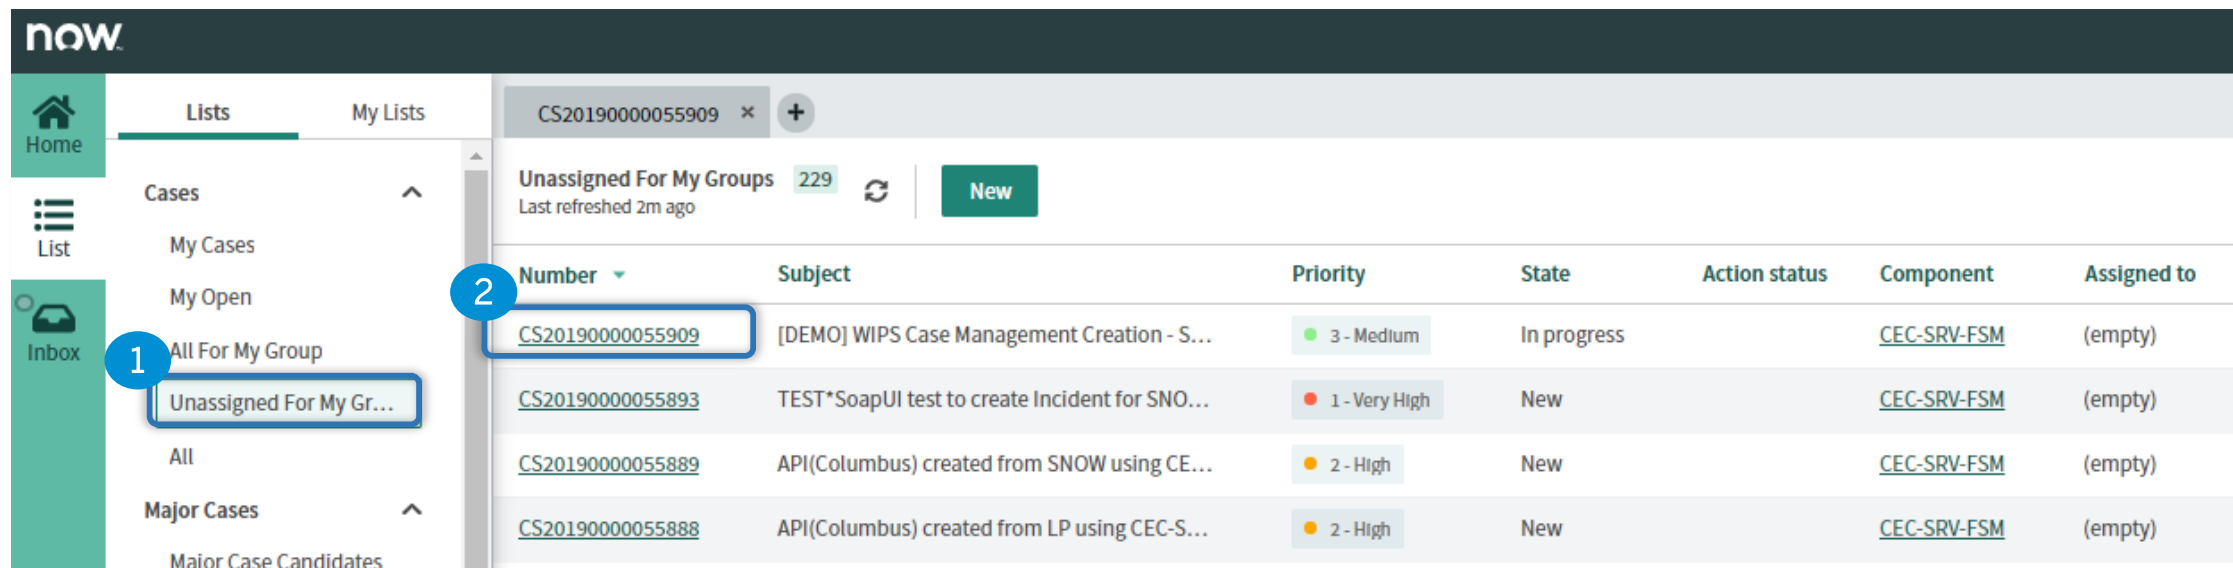 now
Home
List
Inbox
Lists
My Lists
Cases
My Cases
My Open
All For My Group
1
Unassigned For My Gr...
All
Major Cases
Major Case Candidates
CS20190000055909 × +
Unassigned For My Groups 229
Last refreshed 2m ago
New
2
Number Subject Priority State Action status Component Assigned to
CS20190000055909 [DEMO] WIPS Case Management Creation - S... 3 - Medium In progress CEC-SRV-FSM (empty)
CS20190000055893 TEST*SoapUI test to create Incident for SNO... 1 - Very High New CEC-SRV-FSM (empty)
CS20190000055889 API(Columbus) created from SNOW using CE... 2 - High New CEC-SRV-FSM (empty)
CS20190000055888 API(Columbus) created from LP using CEC-S... 2 - High New CEC-SRV-FSM (empty)